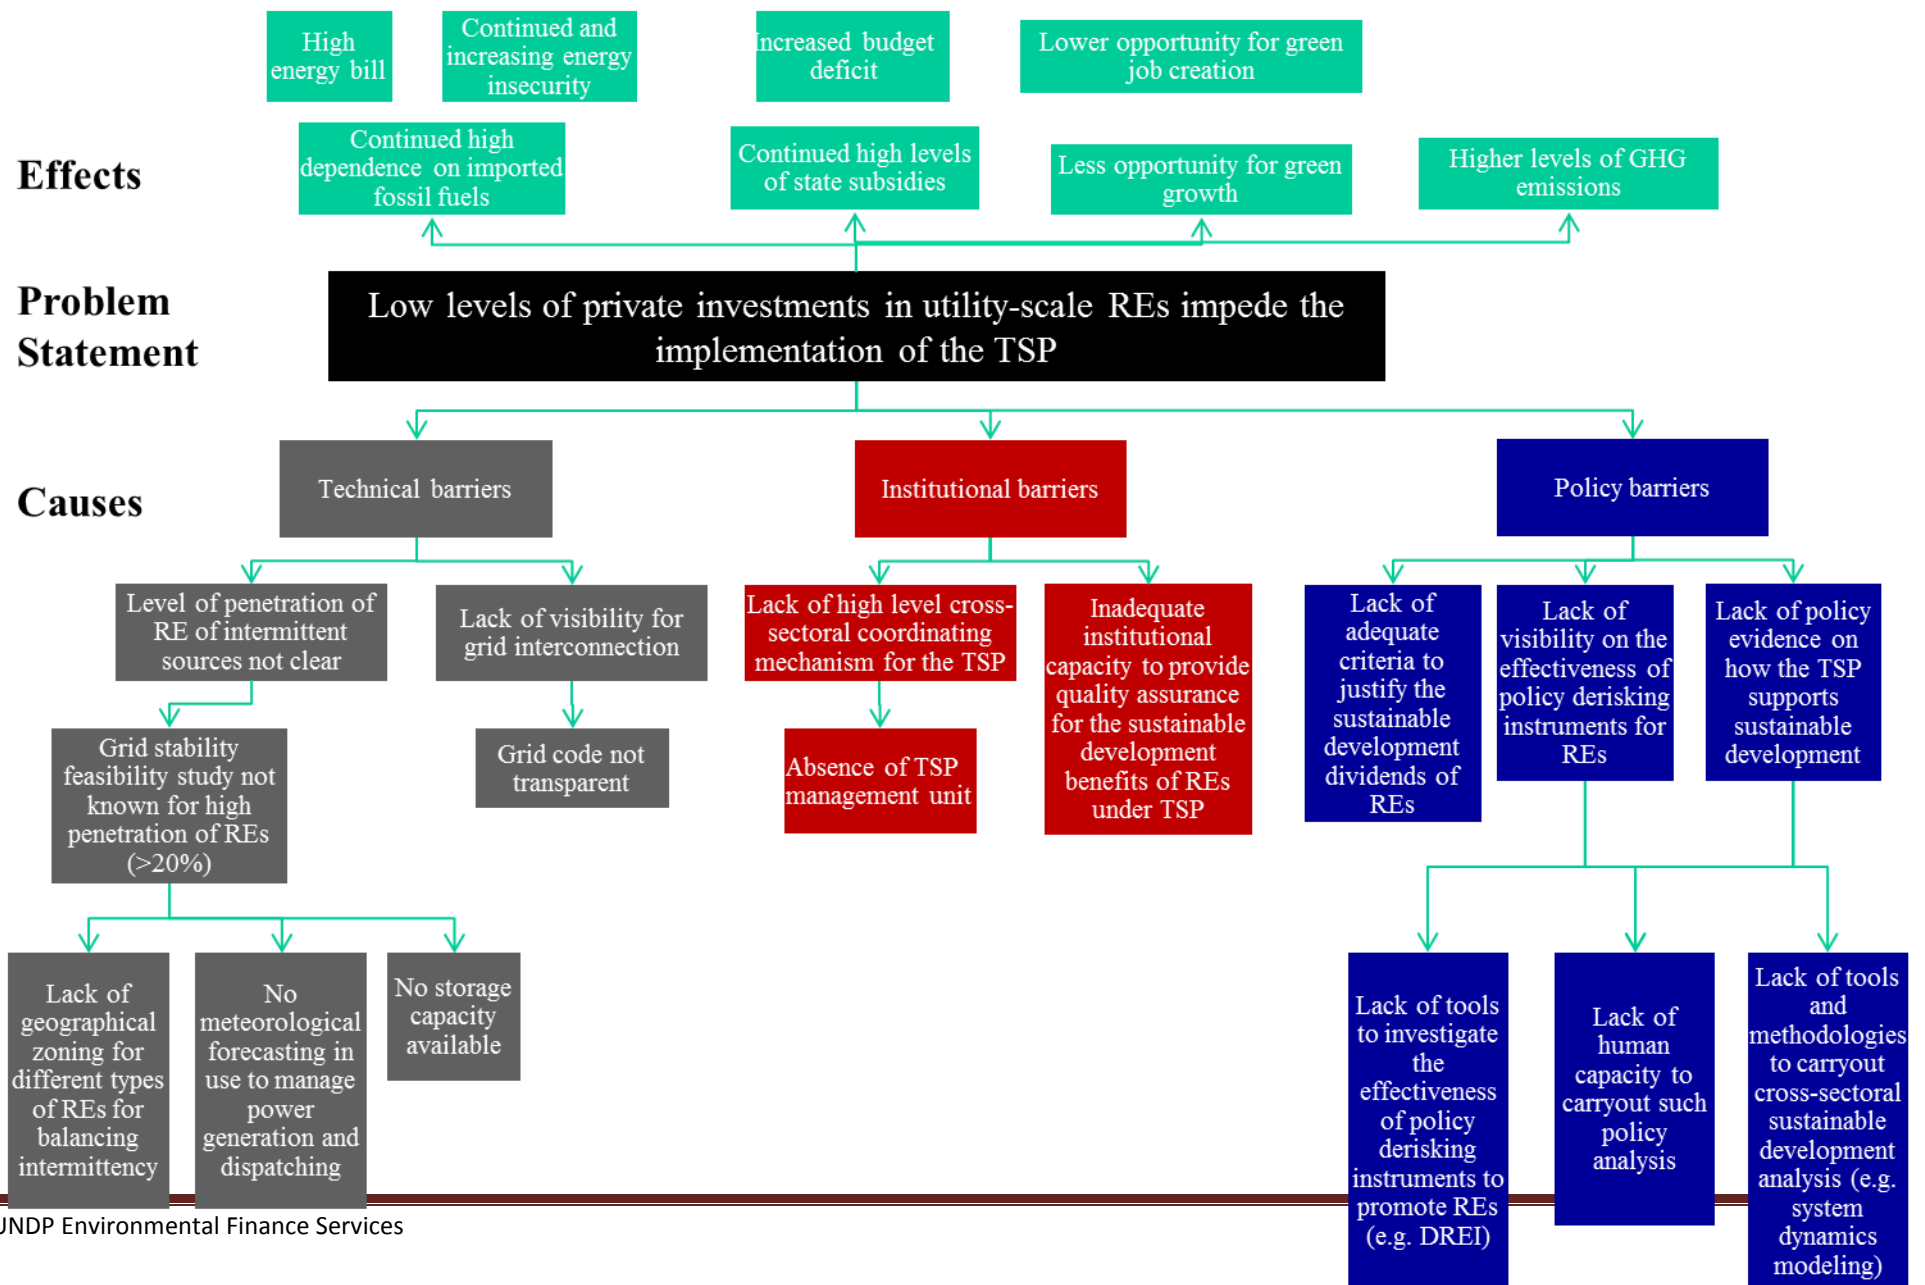 High
energy bill
Continued and
increasing energy
insecurity
Increased budget
deficit
Lower opportunity for green
job creation
Effects
Continued high
dependence on imported
fossil fuels
Continued high levels
of state subsidies
Less opportunity for green
growth
Higher levels of GHG
emissions
Problem
Statement
Low levels of private investments in utility-scale REs impede the
implementation of the TSP
Causes
Technical barriers
Institutional barriers
Policy barriers
Level of penetration of
RE of intermittent
sources not clear
Lack of visibility for
grid interconnection
Lack of high level cross-
sectoral coordinating
mechanism for the TSP
Inadequate
institutional
capacity to provide
quality assurance
for the sustainable
development
benefits of REs
under TSP
Lack of
adequate
criteria to
justify the
sustainable
development
dividends of
REs
Lack of
visibility on the
effectiveness of
policy derisking
instruments for
REs
Lack of policy
evidence on
how the TSP
supports
sustainable
development
Grid stability
feasibility study not
known for high
penetration of REs
(>20%)
Grid code not
transparent
Absence of TSP
management unit
Lack of
geographical
zoning for
different types
of REs for
balancing
intermittency
No
meteorological
forecasting in
use to manage
power
generation and
dispatching
No storage
capacity
available
Lack of tools
to investigate
the
effectiveness
of policy
derisking
instruments to
promote REs
(e.g. DREI)
Lack of
human
capacity to
carryout such
policy
analysis
Lack of tools
and
methodologies
to carryout
cross-sectoral
sustainable
development
analysis (e.g.
system
dynamics
modeling)
UNDP Environmental Finance Services